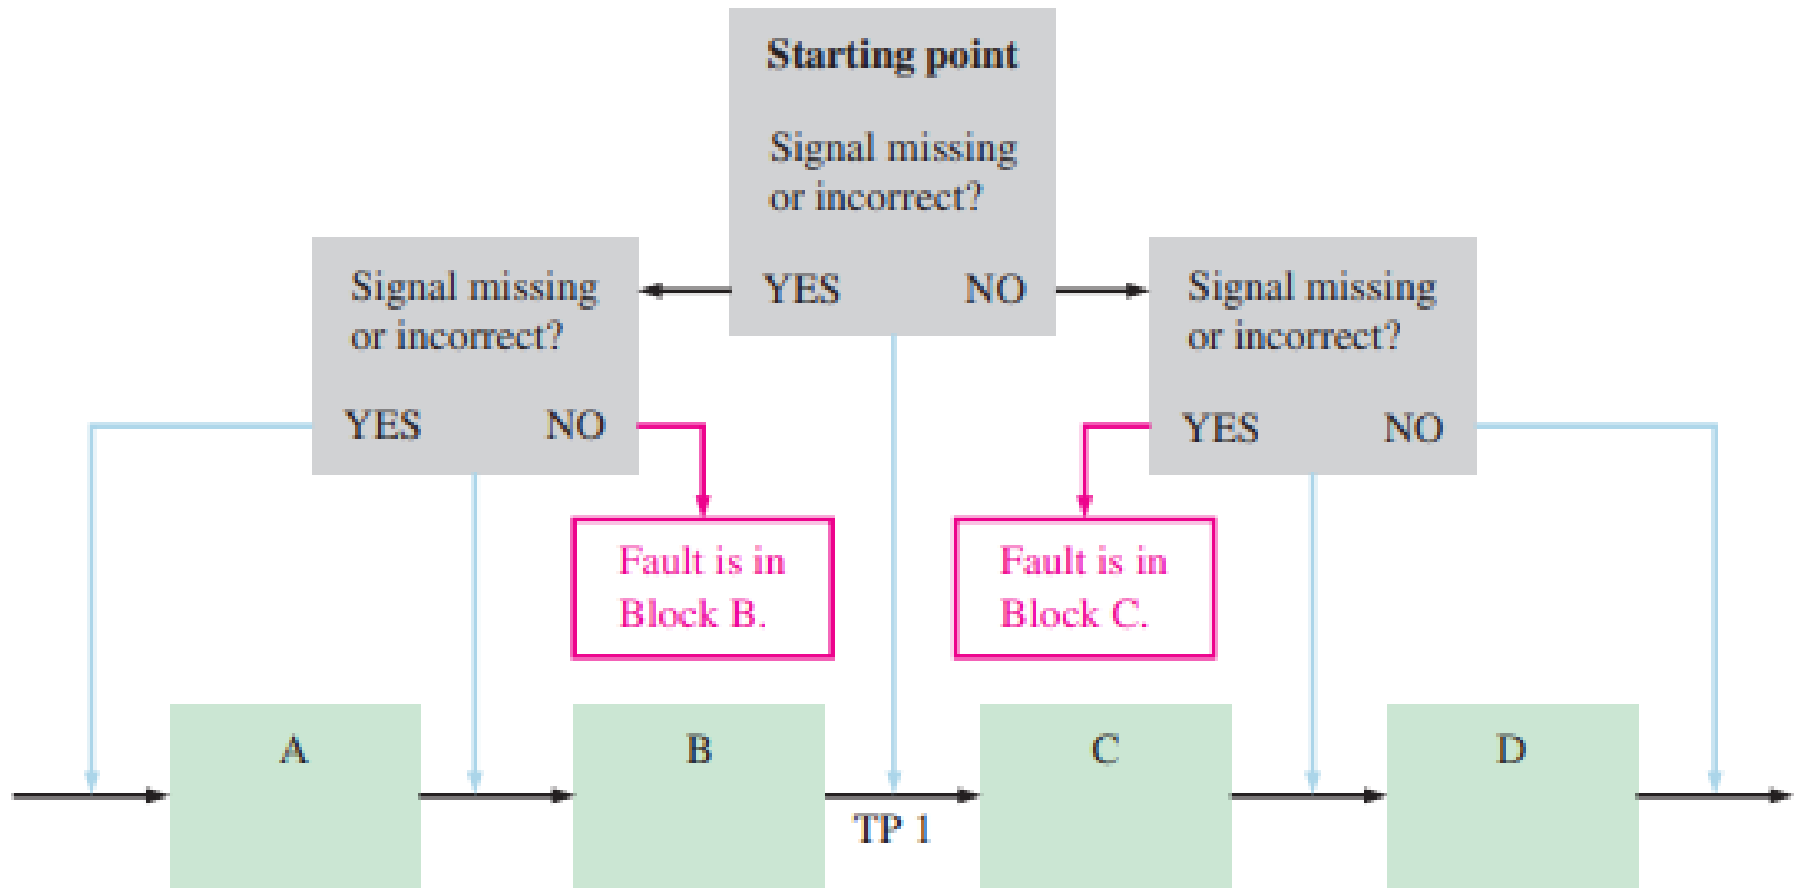 Starting point
Signal missing
or incorrect?
YES NO
Signal missing
or incorrect?
YES NO
Signal missing
or incorrect?
YES NO
Fault is in
Block B.
Fault is in
Block C.
A
B
C
D
TP 1